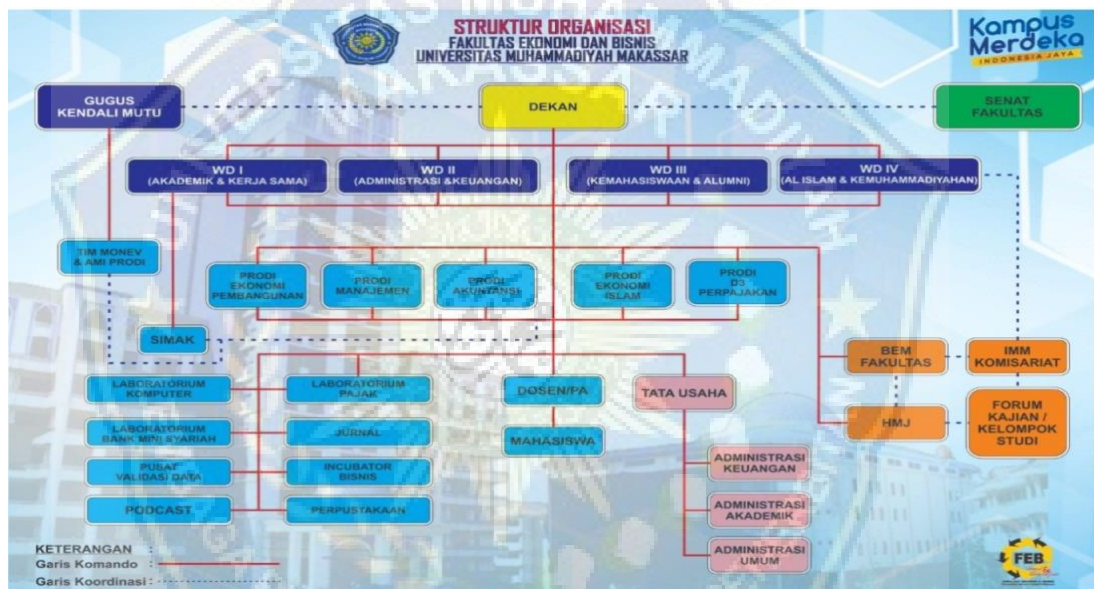 STRUKTUR ORGANISASI
FAKULTAS EKONOMI DAN BISNIS
UNIVERSITAS MUHAMMADIYAH MAKASSAR
Kampus
Merdeka
INDONESIA JAYA
GUGUS
KENDALI MUTU
DEKAN
SENAT
FAKULTAS
WD I
(AKADEMIK & KERJA SAMA)
WD II
(ADMINISTRASI &KEUANGAN)
WD III
(KEMAHASISWAAN & ALUMNI)
WD IV
(AL ISLAM & KEMUHAMMADIYAHAN)
TIM MONEV
& AMI PRODI
PRODI
EKONOMI
PEMBANGUNAN
PRODI
MANAJEMEN
PRODI
AKUNTANSI
PRODI
EKONOMI
ISLAM
PRODI
D3
PERPAJAKAN
SIMAK
BEM
FAKULTAS
IMM
KOMISARIAT
LABORATORIUM
KOMPUTER
LABORATORIUM
PAJAK
DOSEN/PA
TATA USAHA
HMJ
FORUM
KAJIAN /
KELOMPOK
STUDI
LABORATORIUM
BANK MINI SYARIAH
JURNAL
MAHASISWA
PUSAT
VALIDASI DATA
INCUBATOR
BISNIS
ADMINISTRASI
KEUANGAN
PODCAST
PERPUSTAKAAN
ADMINISTRASI
AKADEMIK
ADMINISTRASI
UMUM
KETERANGAN :
Garis Komando :
Garis Koordinasi :
FEB